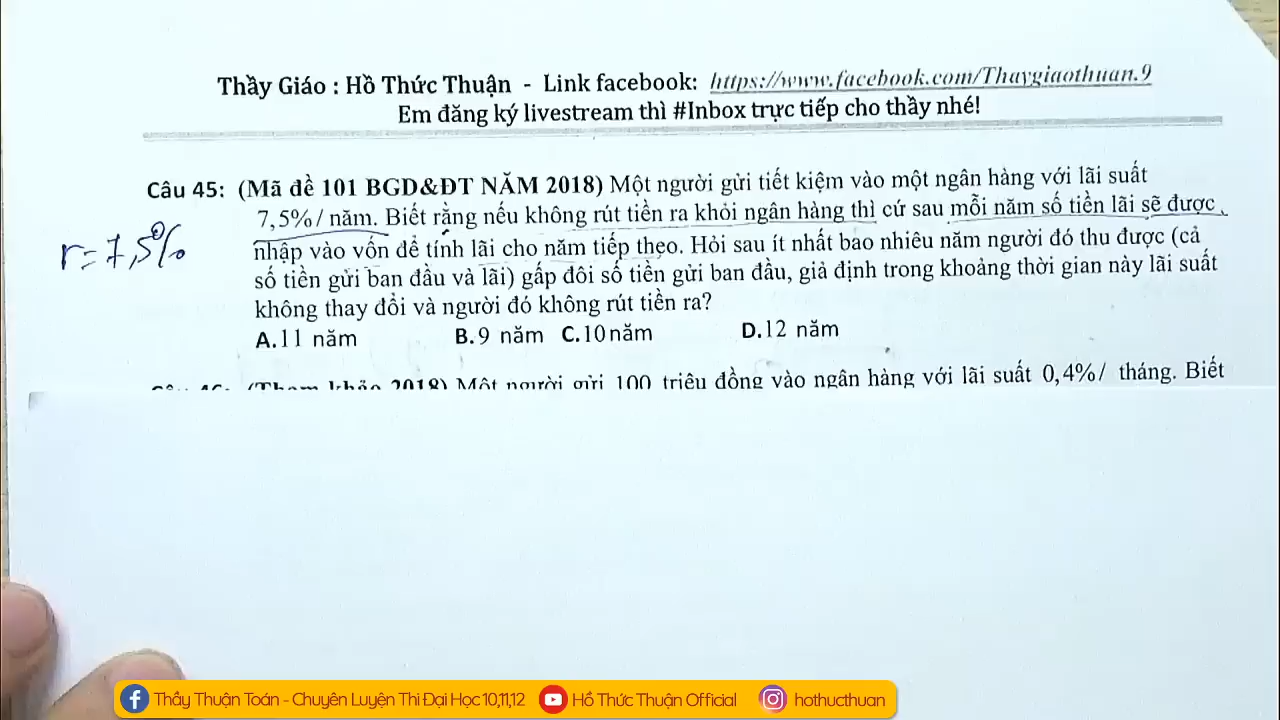 Thầy Giáo : Hồ Thức Thuận - Link facebook: https://www.facebook.com/Thaygiaothuan.9
Em đăng ký livestream thì #Inbox trực tiếp cho thầy nhé!
Câu 45: (Mã đề 101 BGD&ĐT NĂM 2018) Một người gửi tiết kiệm vào một ngân hàng với lãi suất
7,5%/ năm. Biết rằng nếu không rút tiền ra khỏi ngân hàng thì cứ sau mỗi năm số tiền lãi sẽ được
r=7,5%
nhập vào vốn để tính lãi cho năm tiếp theo. Hỏi sau ít nhất bao nhiêu năm người đó thu được (cả
số tiền gửi ban đầu và lãi) gấp đôi số tiền gửi ban đầu, giả định trong khoảng thời gian này lãi suất
không thay đổi và người đó không rút tiền ra?
A.11 năm B.9 năm C.10 năm D.12 năm
Câu 46: (Tham khảo 2018) Một người gửi 100 triệu đồng vào ngân hàng với lãi suất 0,4%/ tháng. Biết
Thầy Thuận Toán - Chuyên Luyện Thi Đại Học 10,11,12 Hồ Thức Thuận Official hothucthuan